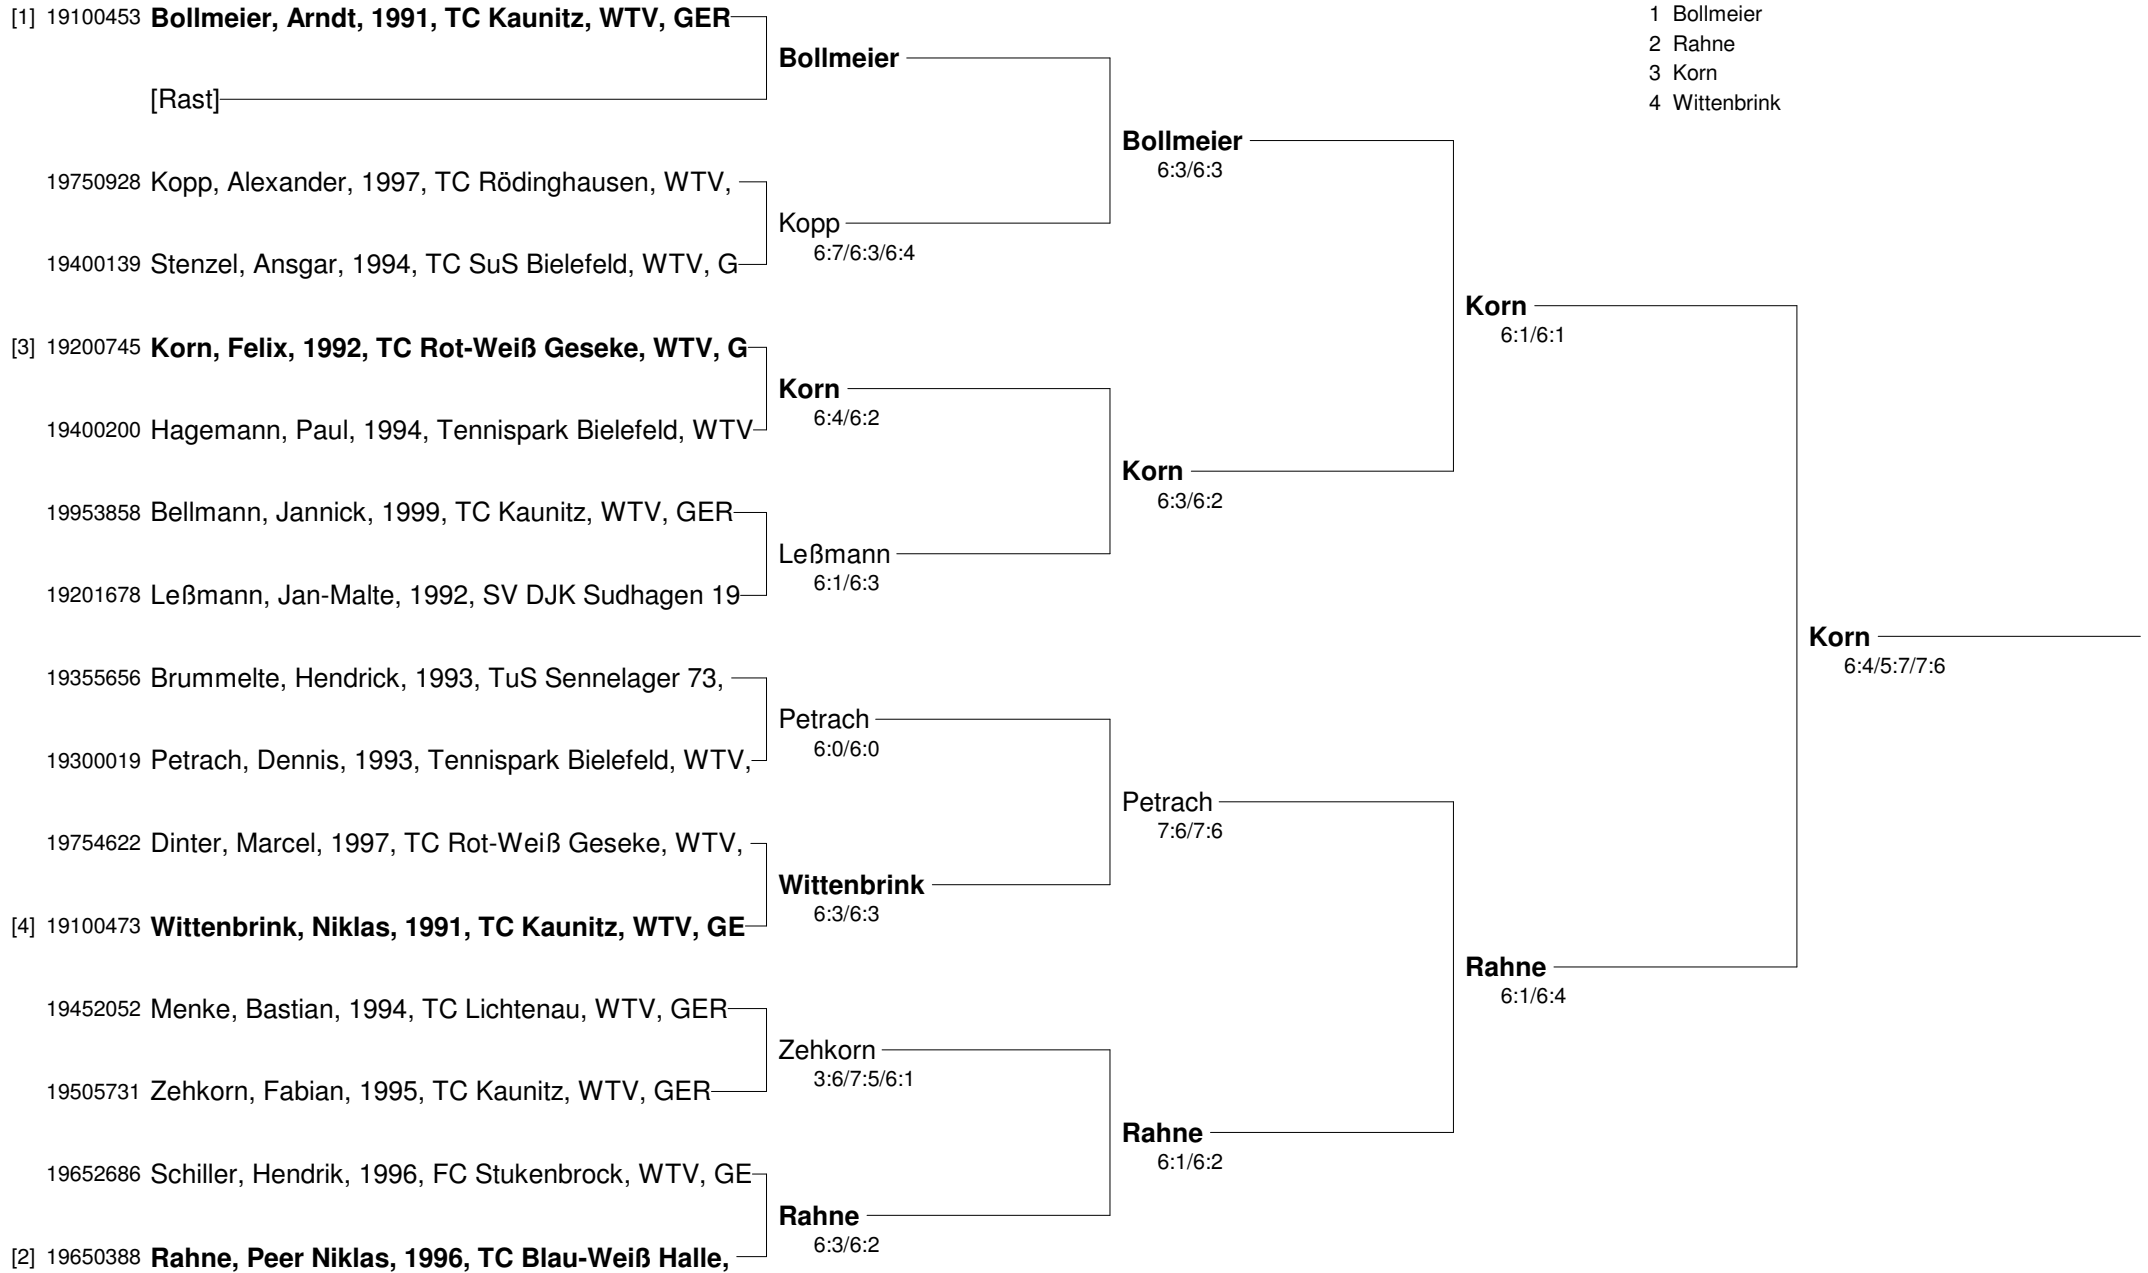 [1] 19100453 Bollmeier, Arndt, 1991, TC Kaunitz, WTV, GER
1 Bollmeier
2 Rahne
3 Korn
4 Wittenbrink
Bollmeier
[Rast]
Bollmeier
6:3/6:3
19750928 Kopp, Alexander, 1997, TC Rödinghausen, WTV,
Kopp
6:7/6:3/6:4
19400139 Stenzel, Ansgar, 1994, TC SuS Bielefeld, WTV, G
Korn
6:1/6:1
[3] 19200745 Korn, Felix, 1992, TC Rot-Weiß Geseke, WTV, G
Korn
6:4/6:2
19400200 Hagemann, Paul, 1994, Tennispark Bielefeld, WTV
Korn
6:3/6:2
19953858 Bellmann, Jannick, 1999, TC Kaunitz, WTV, GER
Leßmann
6:1/6:3
19201678 Leßmann, Jan-Malte, 1992, SV DJK Sudhagen 19
Korn
6:4/5:7/7:6
19355656 Brummelte, Hendrick, 1993, TuS Sennelager 73,
Petrach
6:0/6:0
19300019 Petrach, Dennis, 1993, Tennispark Bielefeld, WTV,
Petrach
7:6/7:6
19754622 Dinter, Marcel, 1997, TC Rot-Weiß Geseke, WTV,
Wittenbrink
6:3/6:3
[4] 19100473 Wittenbrink, Niklas, 1991, TC Kaunitz, WTV, GE
Rahne
6:1/6:4
19452052 Menke, Bastian, 1994, TC Lichtenau, WTV, GER
Zehkorn
3:6/7:5/6:1
19505731 Zehkorn, Fabian, 1995, TC Kaunitz, WTV, GER
Rahne
6:1/6:2
19652686 Schiller, Hendrik, 1996, FC Stukenbrock, WTV, GE
Rahne
6:3/6:2
[2] 19650388 Rahne, Peer Niklas, 1996, TC Blau-Weiß Halle,